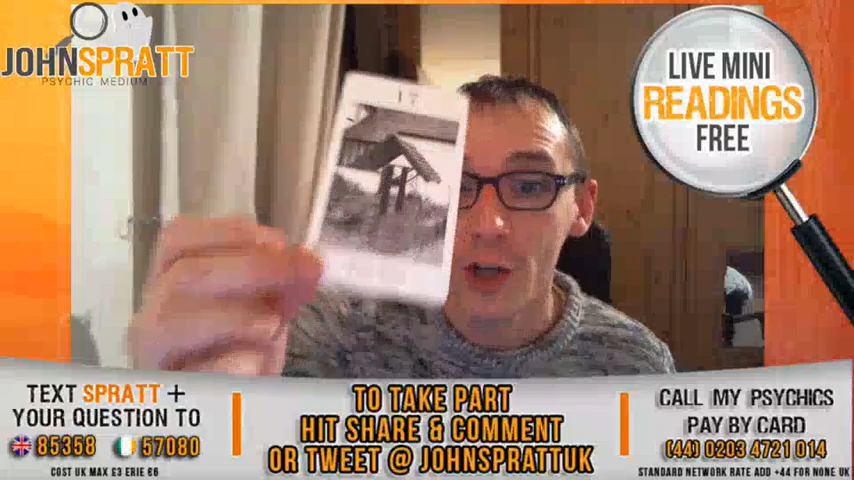 JOHNSPRATT
PSYCHIC MEDIUM
17
LIVE MINI
READINGS
FREE
TEXT SPRATT +
YOUR QUESTION TO
85358 57080
COST UK MAX £3 ERIE €6
TO TAKE PART
HIT SHARE & COMMENT
OR TWEET @ JOHNSPRATTUK
CALL MY PSYCHICS
PAY BY CARD
(44) 0203 4721 014
STANDARD NETWORK RATE ADD +44 FOR NONE UK